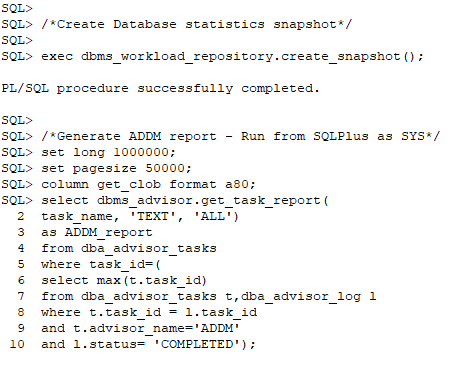 SQL>
SQL> /*Create Database statistics snapshot*/
SQL>
SQL> exec dbms_workload_repository.create_snapshot();
PL/SQL procedure successfully completed.
SQL>
SQL> /*Generate ADDM report - Run from SQLPlus as SYS*/
SQL> set long 1000000;
SQL> set pagesize 50000;
SQL> column get_clob format a80;
SQL> select dbms_advisor.get_task_report(
2 task_name, 'TEXT', 'ALL')
3 as ADDM_report
4 from dba_advisor_tasks
5 where task_id=(
6 select max(t.task_id)
7 from dba_advisor_tasks t,dba_advisor_log l
8 where t.task_id = l.task_id
9 and t.advisor_name='ADDM'
10 and l.status= 'COMPLETED');